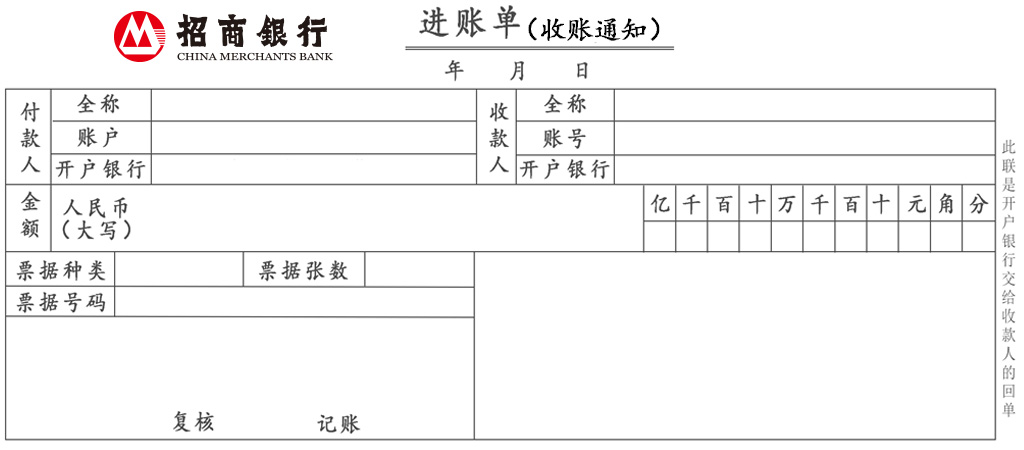 招商银行
CHINA MERCHANTS BANK
进账单(收账通知)
年 月 日
付款人
全称
账户
开户银行
收款人
全称
账号
开户银行
金额
人民币
(大写)
亿 千 百 十 万 千 百 十 元 角 分
票据种类 票据张数
票据号码
复核 记账
此联是开户银行交给收款人的回单